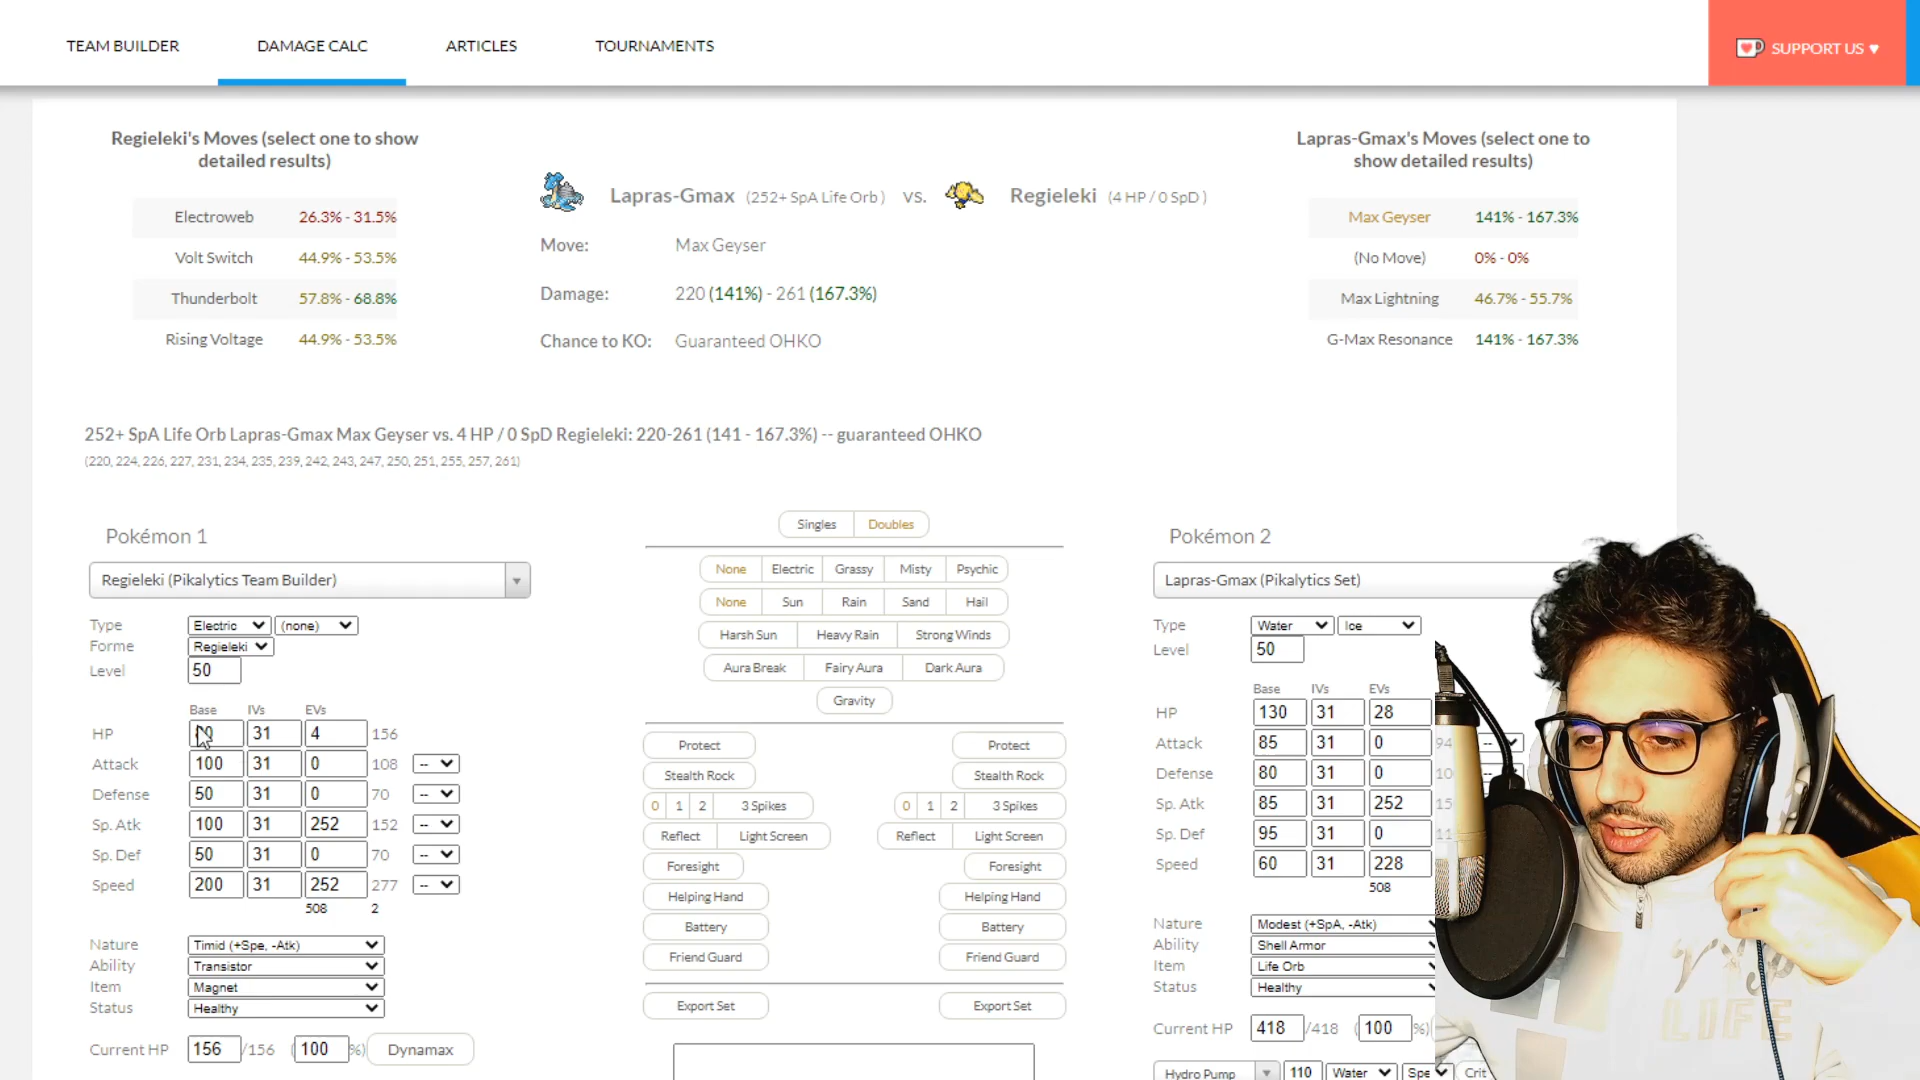 TEAM BUILDER DAMAGE CALC ARTICLES TOURNAMENTS SUPPORT US ♥
Regieleki's Moves (select one to show
detailed results)
Electroweb 26.3% - 31.5%
Volt Switch 44.9% - 53.5%
Thunderbolt 57.8% - 68.8%
Rising Voltage 44.9% - 53.5%
Lapras-Gmax (252+ SpA Life Orb ) VS. Regieleki (4 HP / 0 SpD )
Move: Max Geyser
Damage: 220 (141%) - 261 (167.3%)
Chance to KO: Guaranteed OHKO
Lapras-Gmax's Moves (select one to
show detailed results)
Max Geyser 141% - 167.3%
(No Move) 0% - 0%
Max Lightning 46.7% - 55.7%
G-Max Resonance 141% - 167.3%
252+ SpA Life Orb Lapras-Gmax Max Geyser vs. 4 HP / 0 SpD Regieleki: 220-261 (141 - 167.3%) -- guaranteed OHKO
(220, 224, 226, 227, 231, 234, 235, 239, 242, 243, 247, 250, 251, 255, 257, 261)
Pokémon 1
Regieleki (Pikalytics Team Builder)
Type Electric (none)
Forme Regieleki
Level 50
Base IVs EVs
HP 31 4 156
Attack 100 31 0 108 --
Defense 50 31 0 70 --
Sp. Atk 100 31 252 152 --
Sp. Def 50 31 0 70 --
Speed 200 31 252 277 --
508 2
Nature Timid (+Spe, -Atk)
Ability Transistor
Item Magnet
Status Healthy
Current HP 156 /156 ( 100 %) Dynamax
Singles Doubles
None Electric Grassy Misty Psychic
None Sun Rain Sand Hail
Harsh Sun Heavy Rain Strong Winds
Aura Break Fairy Aura Dark Aura
Gravity
Protect Protect
Stealth Rock Stealth Rock
0 1 2 3 Spikes 0 1 2 3 Spikes
Reflect Light Screen Reflect Light Screen
Foresight Foresight
Helping Hand Helping Hand
Battery Battery
Friend Guard Friend Guard
Export Set Export Set
Pokémon 2
Lapras-Gmax (Pikalytics Set)
Type Water Ice
Level 50
Base IVs EVs
HP 130 31 28
Attack 85 31 0 94 --
Defense 80 31 0 10
Sp. Atk 85 31 252 15
Sp. Def 95 31 0 11
Speed 60 31 228
508
Nature Modest (+SpA, -Atk)
Ability Shell Armor
Item Life Orb
Status Healthy
Current HP 418 /418 ( 100 %)
Hydro Pump 110 Water Spe Crit
LIFE